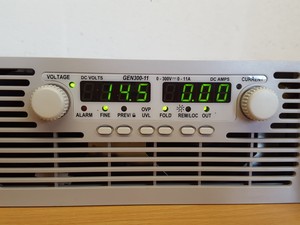 DC VOLTS GEN300-11 0 - 300V 0 - 11A DC AMPS
VOLTAGE CURRENT
14.5 0.00
ALARM FINE PREV/ OVP UVL FOLD REM/LOC OUT